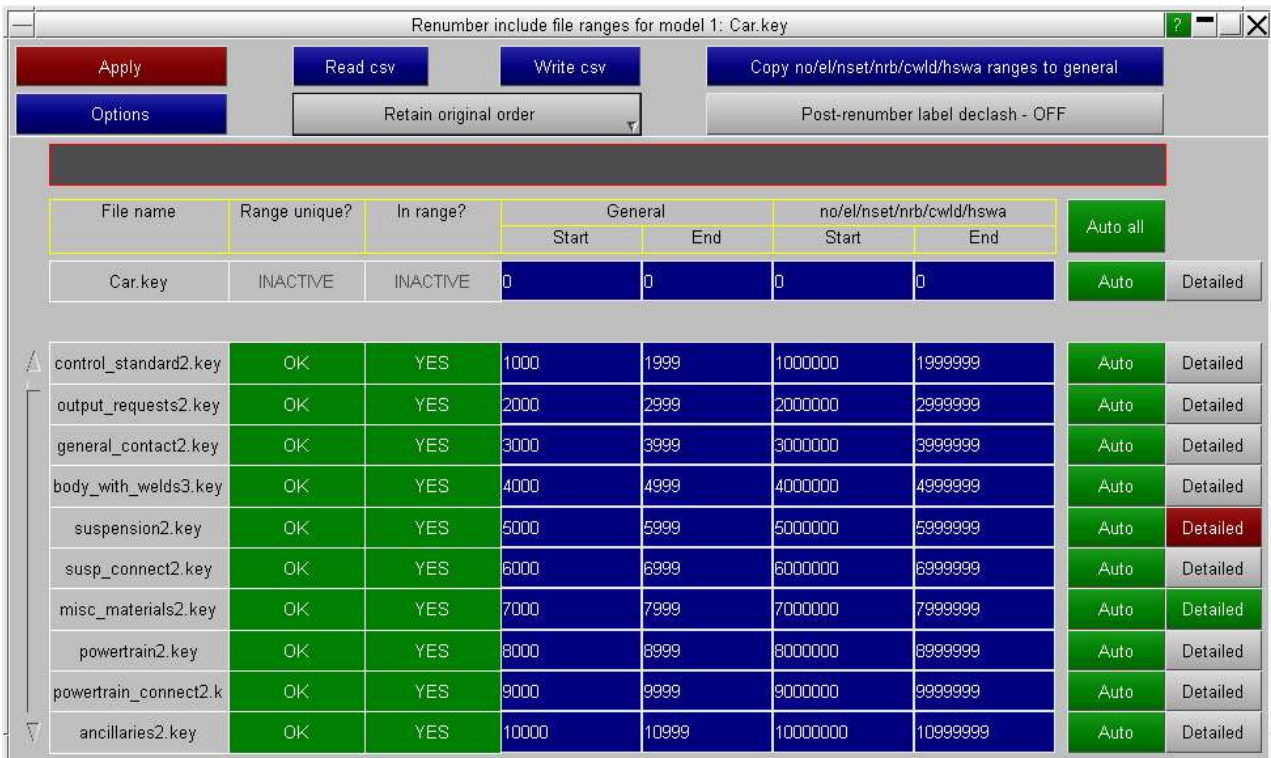 Renumber include file ranges for model 1: Car.key ?
Apply Read csv Write csv Copy no/el/nset/nrb/cwld/hswa ranges to general
Options Retain original order Post-renumber label declash - OFF
File name Range unique? In range? General no/el/nset/nrb/cwld/hswa Auto all
Start End Start End
Car.key INACTIVE INACTIVE 0 0 0 0 Auto Detailed
control_standard2.key OK YES 1000 1999 1000000 1999999 Auto Detailed
output_requests2.key OK YES 2000 2999 2000000 2999999 Auto Detailed
general_contact2.key OK YES 3000 3999 3000000 3999999 Auto Detailed
body_with_welds3.key OK YES 4000 4999 4000000 4999999 Auto Detailed
suspension2.key OK YES 5000 5999 5000000 5999999 Auto Detailed
susp_connect2.key OK YES 6000 6999 6000000 6999999 Auto Detailed
misc_materials2.key OK YES 7000 7999 7000000 7999999 Auto Detailed
powertrain2.key OK YES 8000 8999 8000000 8999999 Auto Detailed
powertrain_connect2.k OK YES 9000 9999 9000000 9999999 Auto Detailed
ancillaries2.key OK YES 10000 10999 10000000 10999999 Auto Detailed